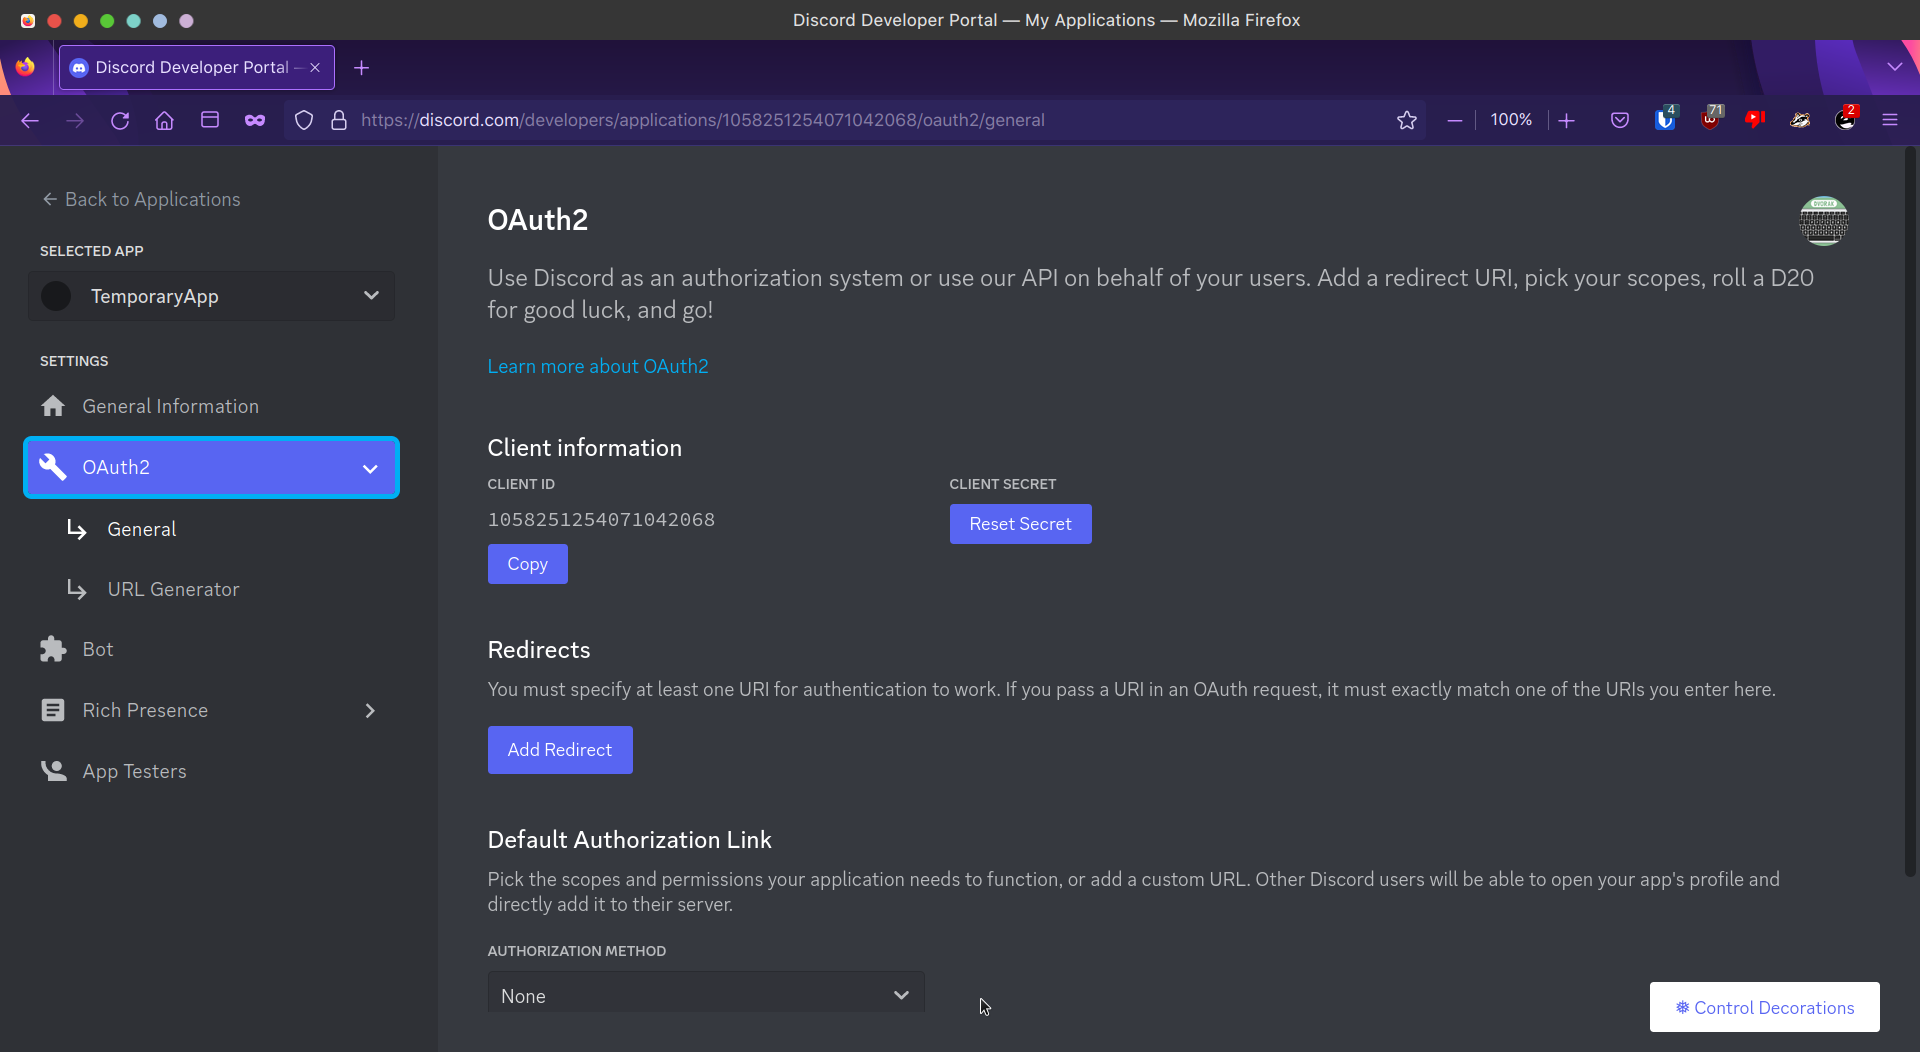 Discord Developer Portal — My Applications — Mozilla Firefox
Discord Developer Portal —
https://discord.com/developers/applications/1058251254071042068/oauth2/general
100%
4
71
2
← Back to Applications
SELECTED APP
TemporaryApp
SETTINGS
General Information
OAuth2
General
URL Generator
Bot
Rich Presence
App Testers
OAuth2
DVORAK
Use Discord as an authorization system or use our API on behalf of your users. Add a redirect URI, pick your scopes, roll a D20
for good luck, and go!
Learn more about OAuth2
Client information
CLIENT ID
1058251254071042068
Copy
CLIENT SECRET
Reset Secret
Redirects
You must specify at least one URI for authentication to work. If you pass a URI in an OAuth request, it must exactly match one of the URIs you enter here.
Add Redirect
Default Authorization Link
Pick the scopes and permissions your application needs to function, or add a custom URL. Other Discord users will be able to open your app's profile and
directly add it to their server.
AUTHORIZATION METHOD
None
❅ Control Decorations